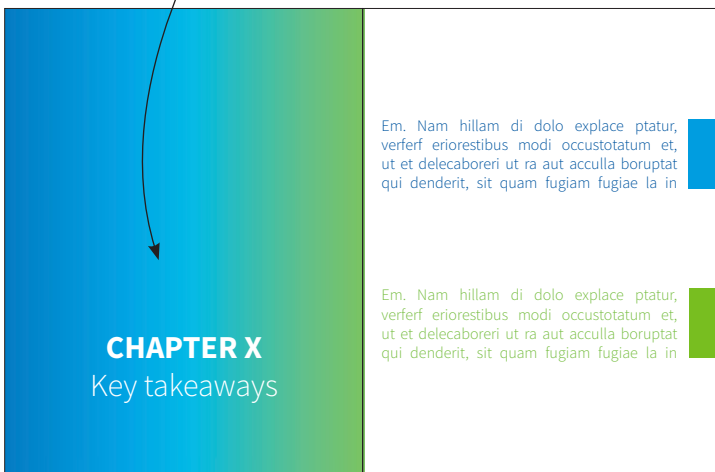 CHAPTER X
Key takeaways
Em. Nam hillam di dolo explace ptatur,
verferf eriorestibus modi occustotatum et,
ut et delecaboreri ut ra aut acculla boruptat
qui denderit, sit quam fugiam fugiae la in
Em. Nam hillam di dolo explace ptatur,
verferf eriorestibus modi occustotatum et,
ut et delecaboreri ut ra aut acculla boruptat
qui denderit, sit quam fugiam fugiae la in